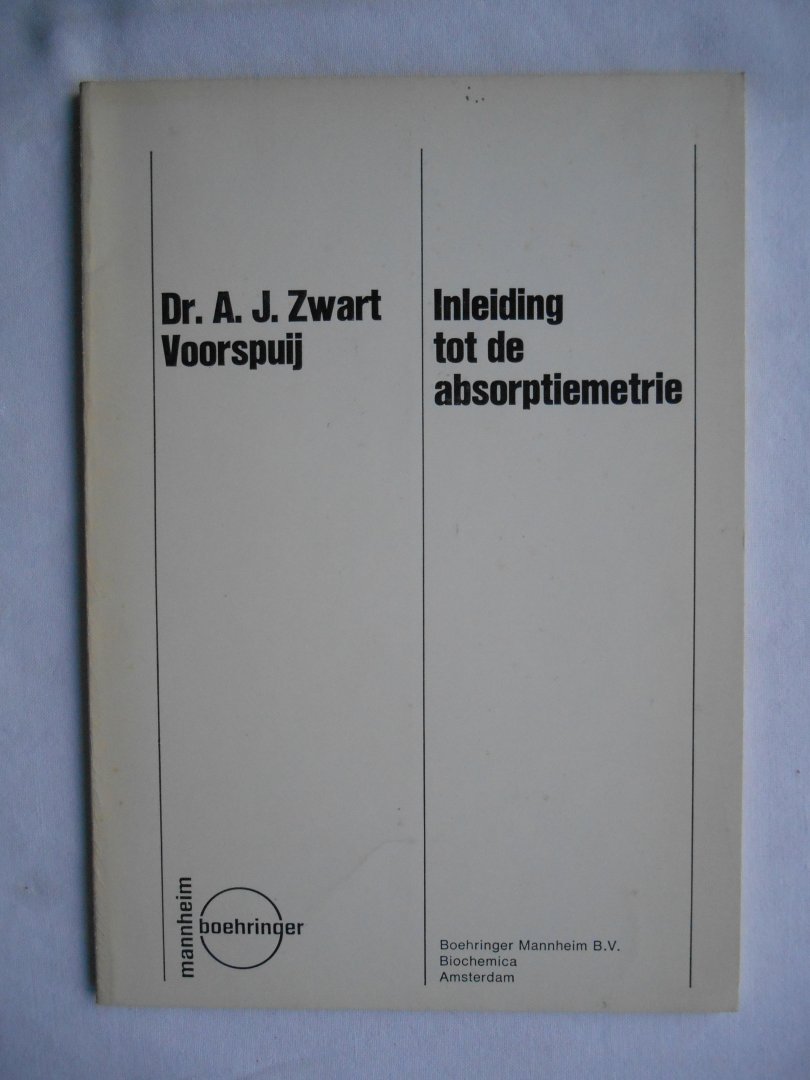 Dr. A. J. Zwart
Voorspuij
Inleiding
tot de
absorptiemetrie
mannheim
boehringer
Boehringer Mannheim B.V.
Biochemica
Amsterdam